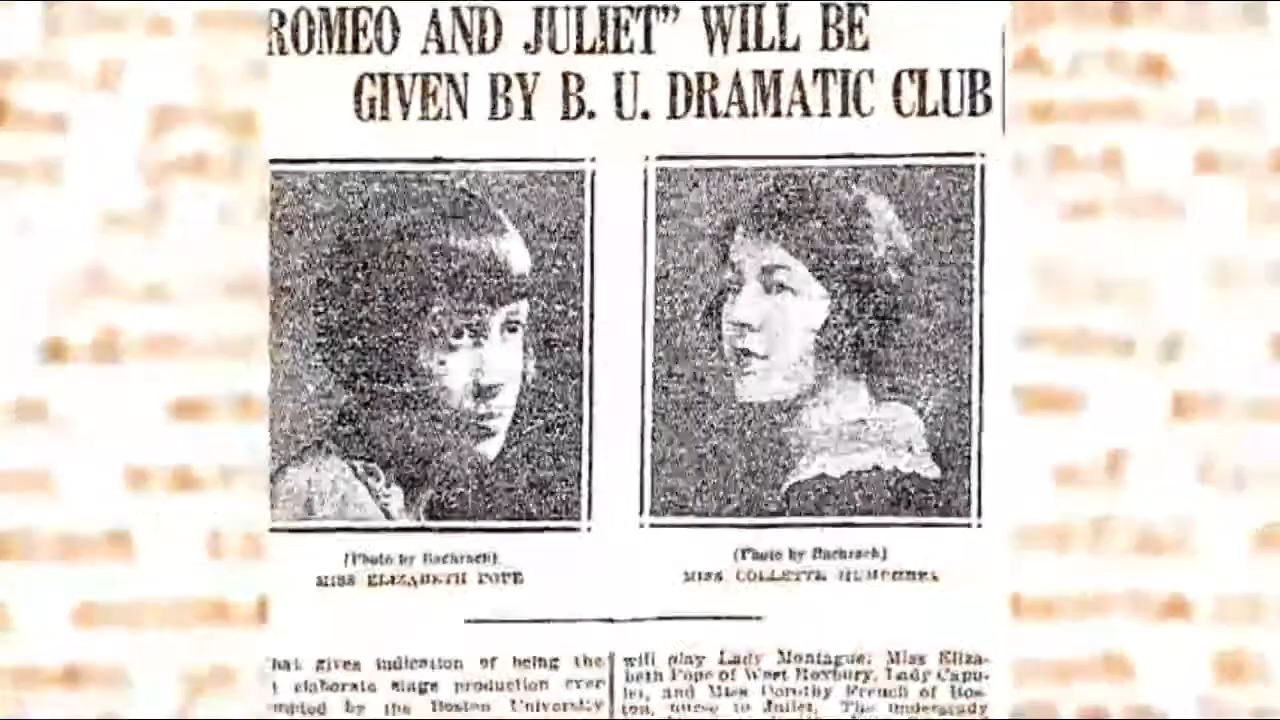 ROMEO AND JULIET" WILL BE
GIVEN BY B. U. DRAMATIC CLUB
(Photo by Bachrach)
MISS ELIZABETH POPE
(Photo by Bachrach)
MISS COLLETTE
that gives indication of being the
elaborate stage production ever
by the Boston University
will play Lady Montague; Miss Eliza-
beth Pope of West Roxbury, Lady Capu-
let, and Miss Dorothy French of Bos-
ton, nurse to Juliet. The understudy